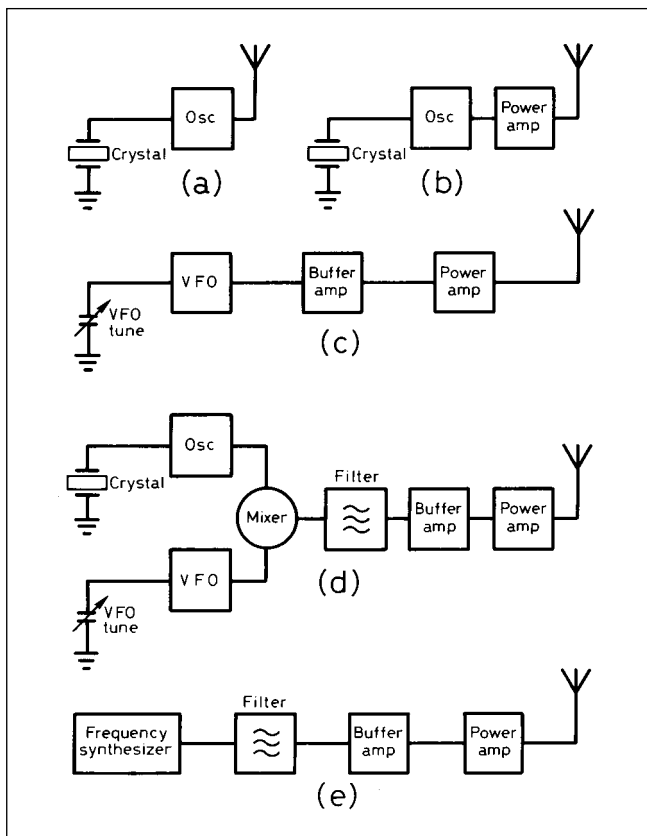 Osc
Crystal
(a)
Osc
Power
amp
Crystal
(b)
VFO
Buffer
amp
Power
amp
VFO
tune
(c)
Osc
Crystal
Mixer
Filter
Buffer
amp
Power
amp
VFO
VFO
tune
(d)
Frequency
synthesizer
Filter
Buffer
amp
Power
amp
(e)